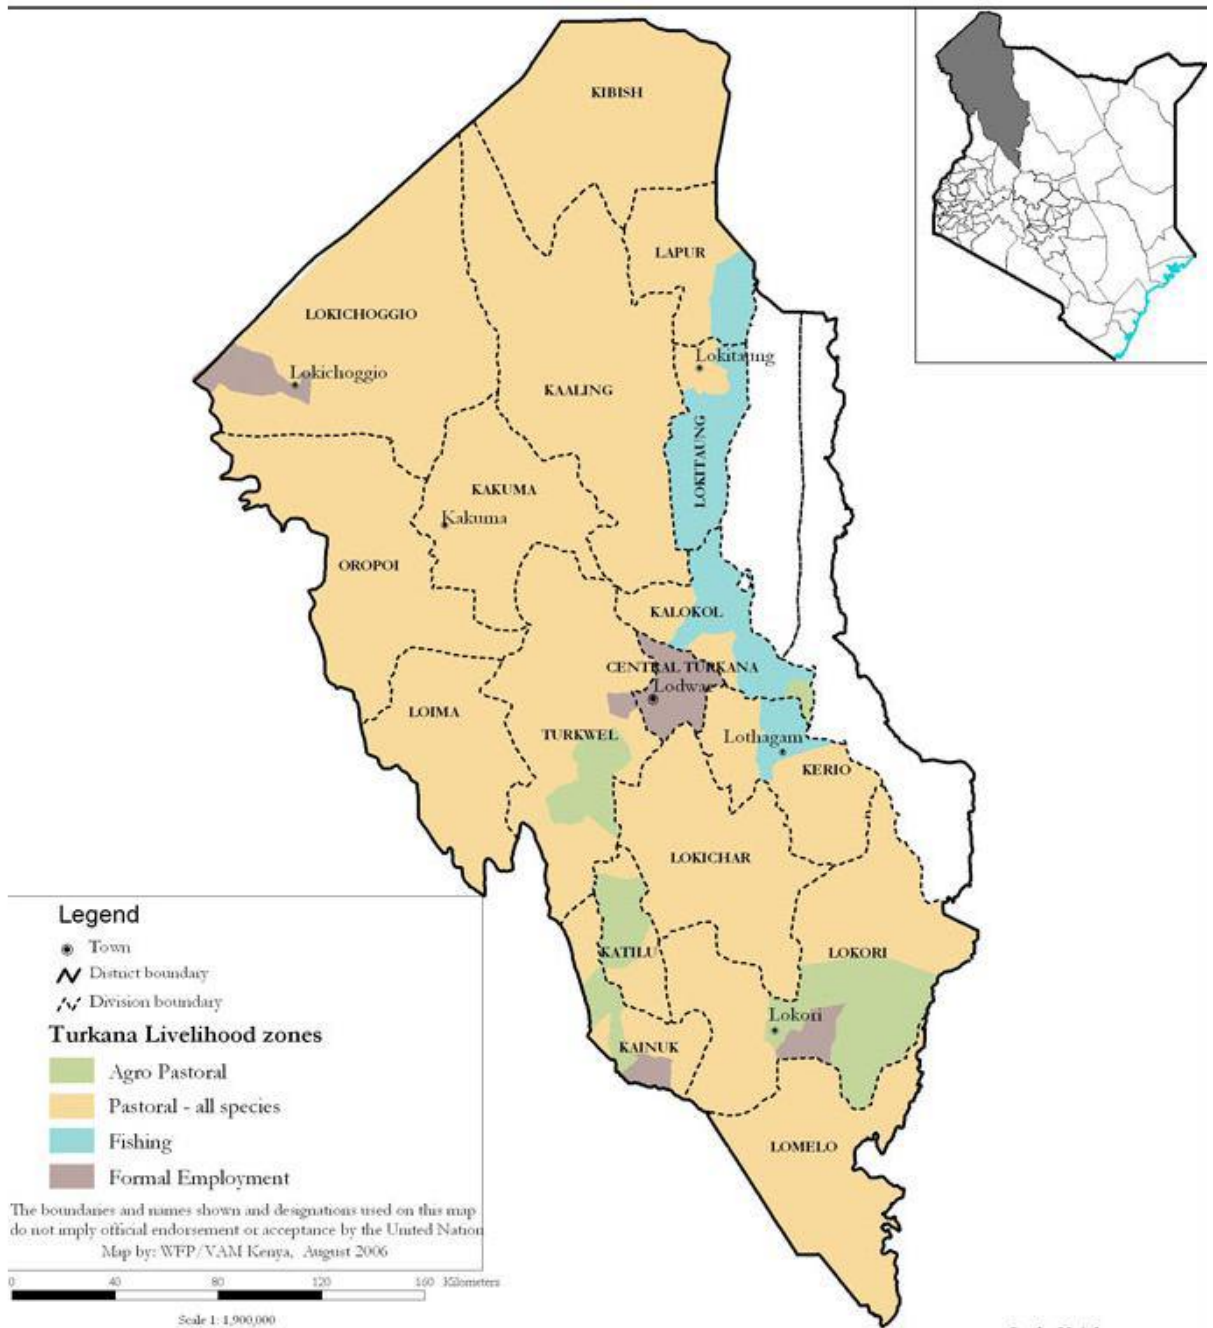 KIBISH
LAPUR
LOKICHOGGIO
Lokitaung
Lokichoggio
KAALING
LOKITAUNG
KAKUMA
Kakuma
OROPOI
KALOKOL
CENTRAL TURKANA
Lodwar
LOIMA
TURKWEL
Lothagam
KERIO
LOKICHAR
KATILU
LOKORI
Lokori
KAINUK
LOMELO
Legend
Town
District boundary
Division boundary
Turkana Livelihood zones
Agro Pastoral
Pastoral - all species
Fishing
Formal Employment
The boundaries and names shown and designations used on this map
do not imply official endorsement or acceptance by the United Nation
Map by: WFP/VAM Kenya, August 2006
0 40 80 120 160 Kilometers
Scale 1: 1,900,000